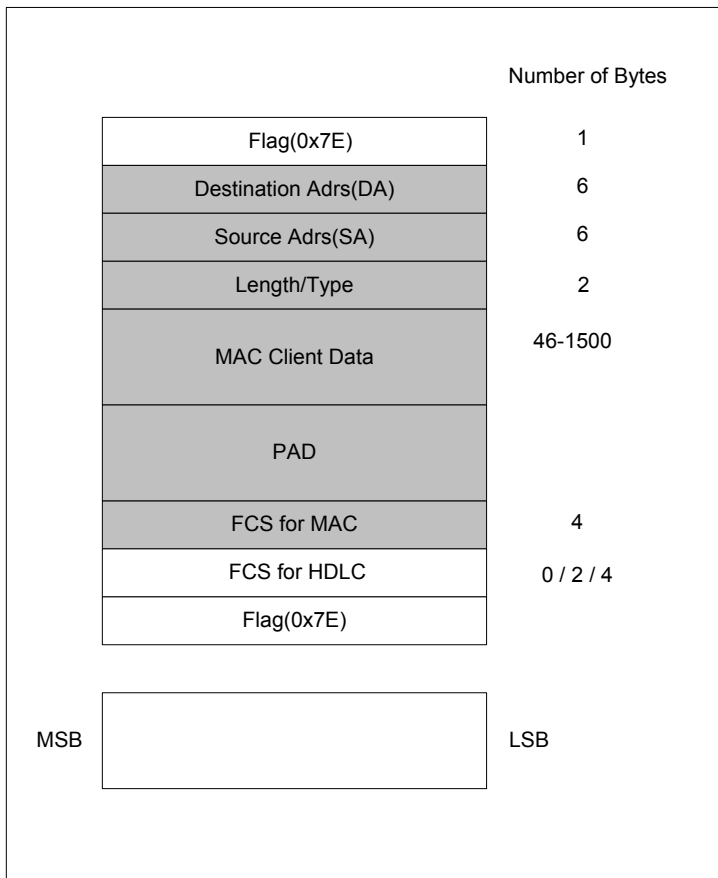 Number of Bytes
Flag(0x7E) 1
Destination Adrs(DA) 6
Source Adrs(SA) 6
Length/Type 2
MAC Client Data 46-1500
PAD
FCS for MAC 4
FCS for HDLC 0 / 2 / 4
Flag(0x7E)
MSB LSB